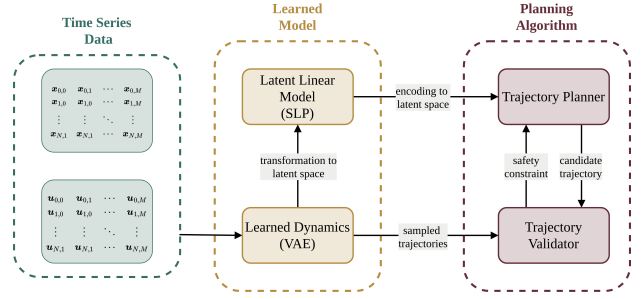 Time Series
Data
x0,0 x0,1 ⋯ x0,M
x1,0 x1,0 ⋯ x1,M
⋮ ⋮ ⋱ ⋮
xN,1 xN,1 ⋯ xN,M
u0,0 u0,1 ⋯ u0,M
u1,0 u1,0 ⋯ u1,M
⋮ ⋮ ⋱ ⋮
uN,1 uN,1 ⋯ uN,M
Learned
Model
Latent Linear
Model
(SLP)
transformation to
latent space
Learned Dynamics
(VAE)
encoding to
latent space
sampled
trajectories
Planning
Algorithm
Trajectory Planner
safety
constraint
candidate
trajectory
Trajectory
Validator